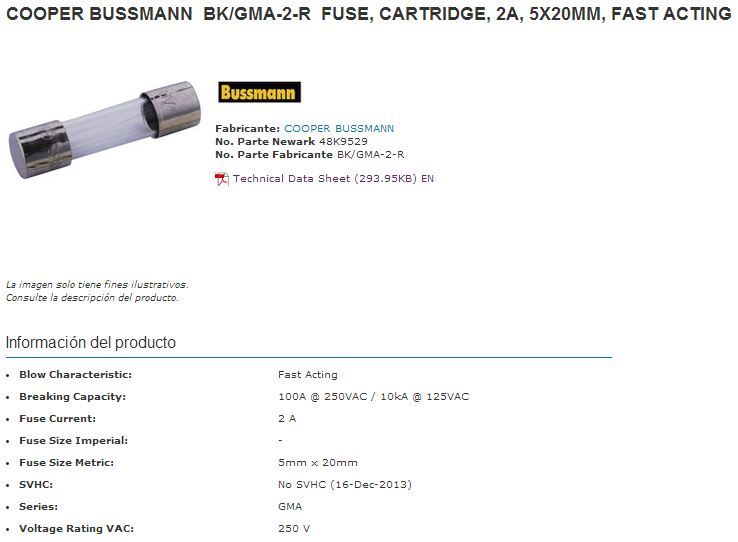 COOPER BUSSMANN BK/GMA-2-R FUSE, CARTRIDGE, 2A, 5X20MM, FAST ACTING
Bussmann
Fabricante: COOPER BUSSMANN
No. Parte Newark 48K9529
No. Parte Fabricante BK/GMA-2-R
Technical Data Sheet (293.95KB) EN
La imagen solo tiene fines ilustrativos.
Consulte la descripción del producto.
Información del producto
• Blow Characteristic: Fast Acting
• Breaking Capacity: 100A @ 250VAC / 10kA @ 125VAC
• Fuse Current: 2 A
• Fuse Size Imperial: -
• Fuse Size Metric: 5mm x 20mm
• SVHC: No SVHC (16-Dec-2013)
• Series: GMA
• Voltage Rating VAC: 250 V